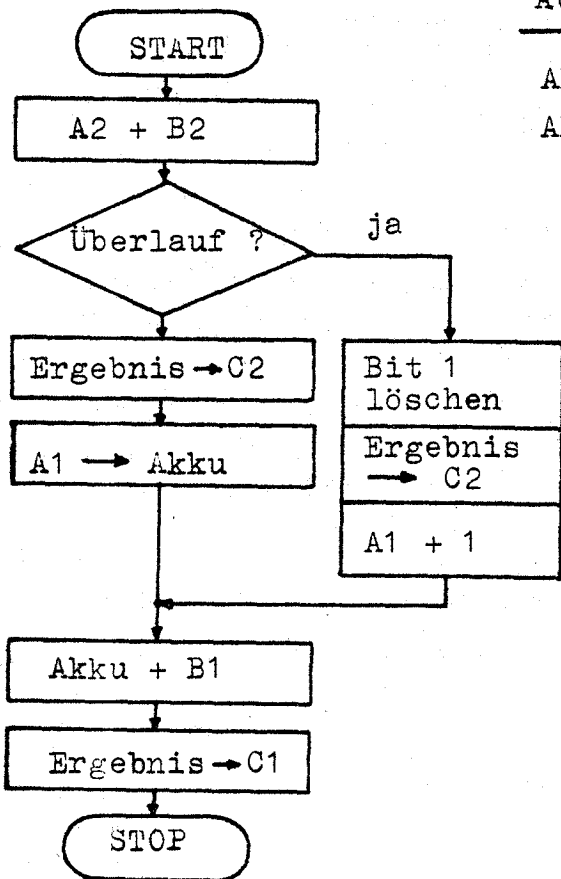 START
A2 + B2
Überlauf ?
ja
Ergebnis → C2
A1 → Akku
Bit 1
löschen
Ergebnis
→ C2
A1 + 1
Akku + B1
Ergebnis → C1
STOP